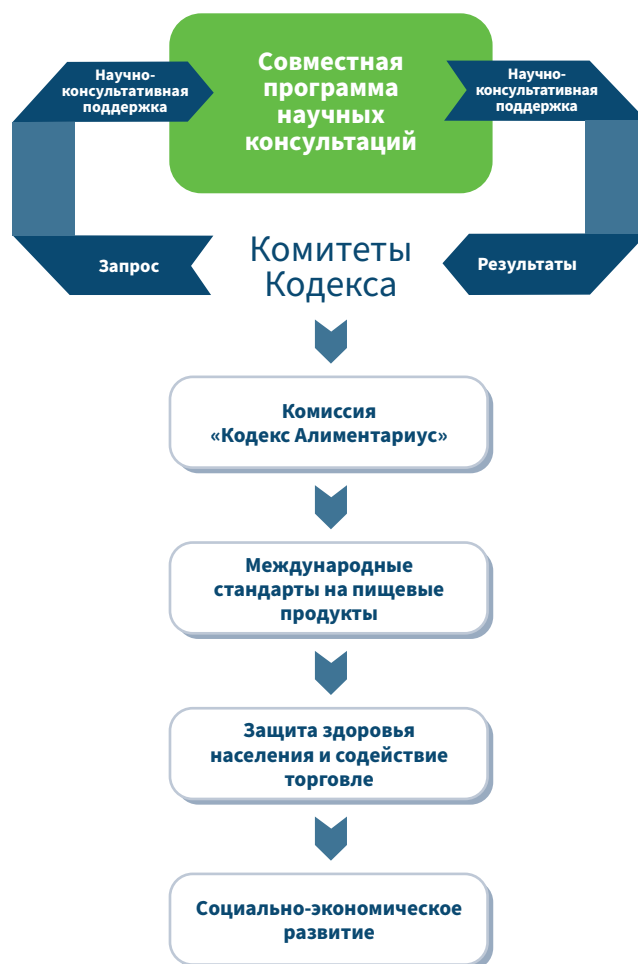 Совместная
программа
научных
консультаций
Научно-
консультативная
поддержка
Научно-
консультативная
поддержка
Запрос
Комитеты
Кодекса
Результаты
Комиссия
«Кодекс Алиментариус»
Международные
стандарты на пищевые
продукты
Защита здоровья
населения и содействие
торговле
Социально-экономическое
развитие